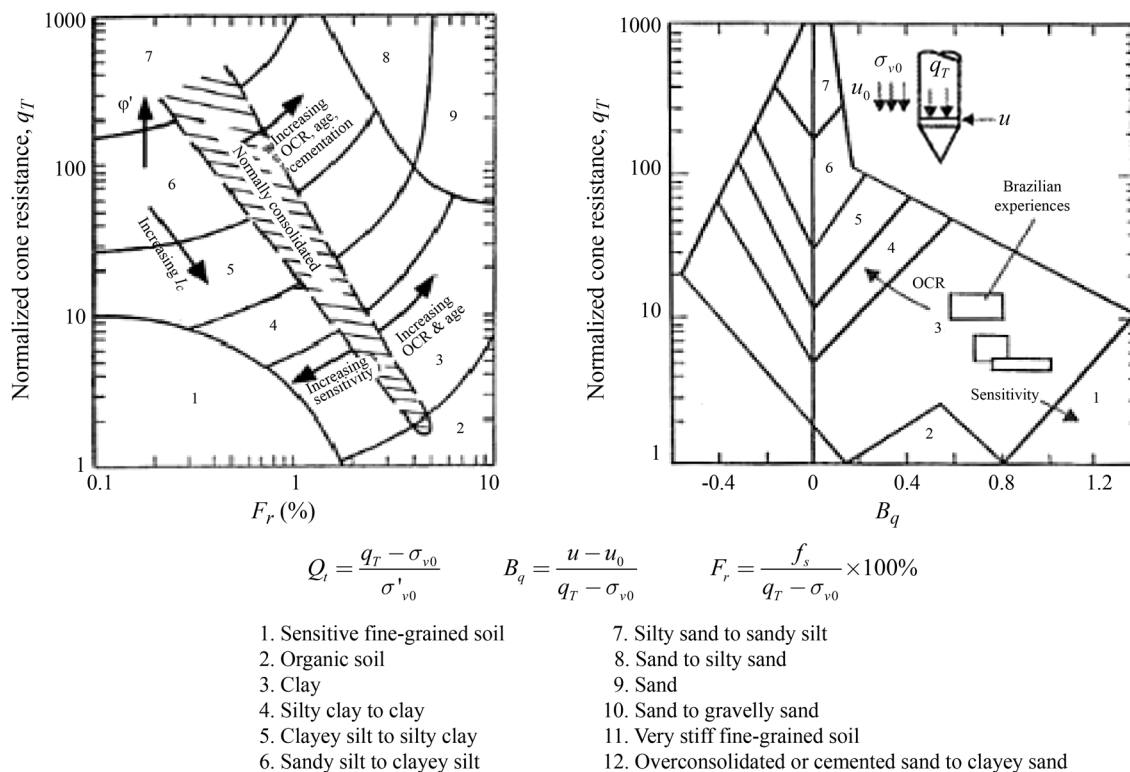 Normalized cone resistance, qT
1000
100
10
1
0.1
1
10
Fr (%)
7
8
9
φ'
6
5
4
3
1
2
Increasing
OCR, age,
cementation
Normally consolidated
Increasing Ic
Increasing
OCR & age
Increasing
sensitivity
Normalized cone resistance, qT
1000
100
10
1
-0.4
0
0.4
0.8
1.2
Bq
7
σv0
u0
qT
u
6
Brazilian
experiences
5
4
OCR
3
Sensitivity
1
2
Qt = (qT − σv0) / σ'v0
Bq = (u − u0) / (qT − σv0)
Fr = fs / (qT − σv0) ×100%
1. Sensitive fine-grained soil
2. Organic soil
3. Clay
4. Silty clay to clay
5. Clayey silt to silty clay
6. Sandy silt to clayey silt
7. Silty sand to sandy silt
8. Sand to silty sand
9. Sand
10. Sand to gravelly sand
11. Very stiff fine-grained soil
12. Overconsolidated or cemented sand to clayey sand